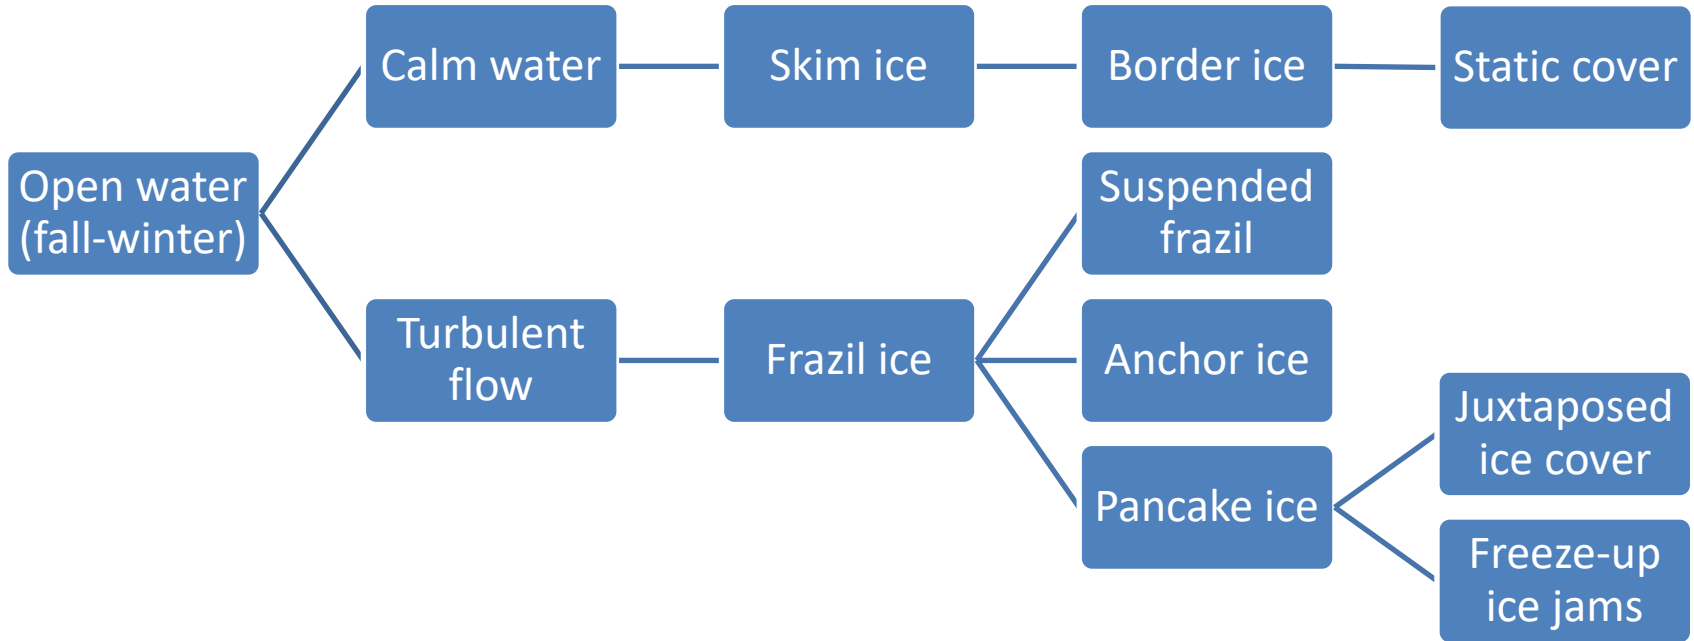 Calm water
Skim ice
Border ice
Static cover
Open water
(fall-winter)
Suspended
frazil
Turbulent
flow
Frazil ice
Anchor ice
Pancake ice
Juxtaposed
ice cover
Freeze-up
ice jams